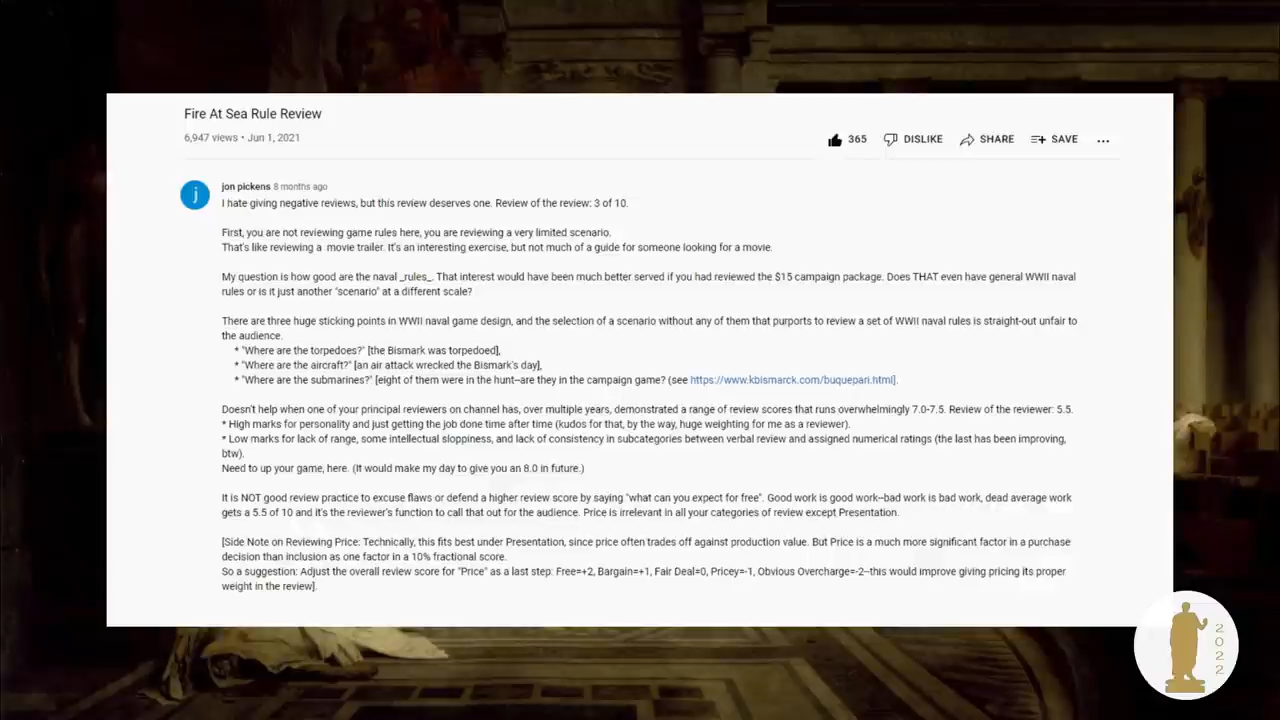 Fire At Sea Rule Review
6,947 views • Jun 1, 2021
365 DISLIKE SHARE SAVE ...
j
jon pickens 8 months ago
I hate giving negative reviews, but this review deserves one. Review of the review: 3 of 10.
First, you are not reviewing game rules here, you are reviewing a very limited scenario.
That's like reviewing a movie trailer. It's an interesting exercise, but not much of a guide for someone looking for a movie.
My question is how good are the naval _rules_. That interest would have been much better served if you had reviewed the $15 campaign package. Does THAT even have general WWII naval
rules or is it just another "scenario" at a different scale?
There are three huge sticking points in WWII naval game design, and the selection of a scenario without any of them that purports to review a set of WWII naval rules is straight-out unfair to
the audience.
* "Where are the torpedoes?" [the Bismark was torpedoed],
* "Where are the aircraft?" [an air attack wrecked the Bismark's day],
* "Where are the submarines?" [eight of them were in the hunt--are they in the campaign game? (see https://www.kbismarck.com/buquepari.html].
Doesn't help when one of your principal reviewers on channel has, over multiple years, demonstrated a range of review scores that runs overwhelmingly 7.0-7.5. Review of the reviewer: 5.5.
* High marks for personality and just getting the job done time after time (kudos for that, by the way, huge weighting for me as a reviewer).
* Low marks for lack of range, some intellectual sloppiness, and lack of consistency in subcategories between verbal review and assigned numerical ratings (the last has been improving,
btw).
Need to up your game, here. (It would make my day to give you an 8.0 in future.)
It is NOT good review practice to excuse flaws or defend a higher review score by saying "what can you expect for free". Good work is good work--bad work is bad work, dead average work
gets a 5.5 of 10 and it's the reviewer's function to call that out for the audience. Price is irrelevant in all your categories of review except Presentation.
[Side Note on Reviewing Price: Technically, this fits best under Presentation, since price often trades off against production value. But Price is a much more significant factor in a purchase
decision than inclusion as one factor in a 10% fractional score.
So a suggestion: Adjust the overall review score for "Price" as a last step: Free=+2, Bargain=+1, Fair Deal=0, Pricey=-1, Obvious Overcharge=-2--this would improve giving pricing its proper
weight in the review].
2022